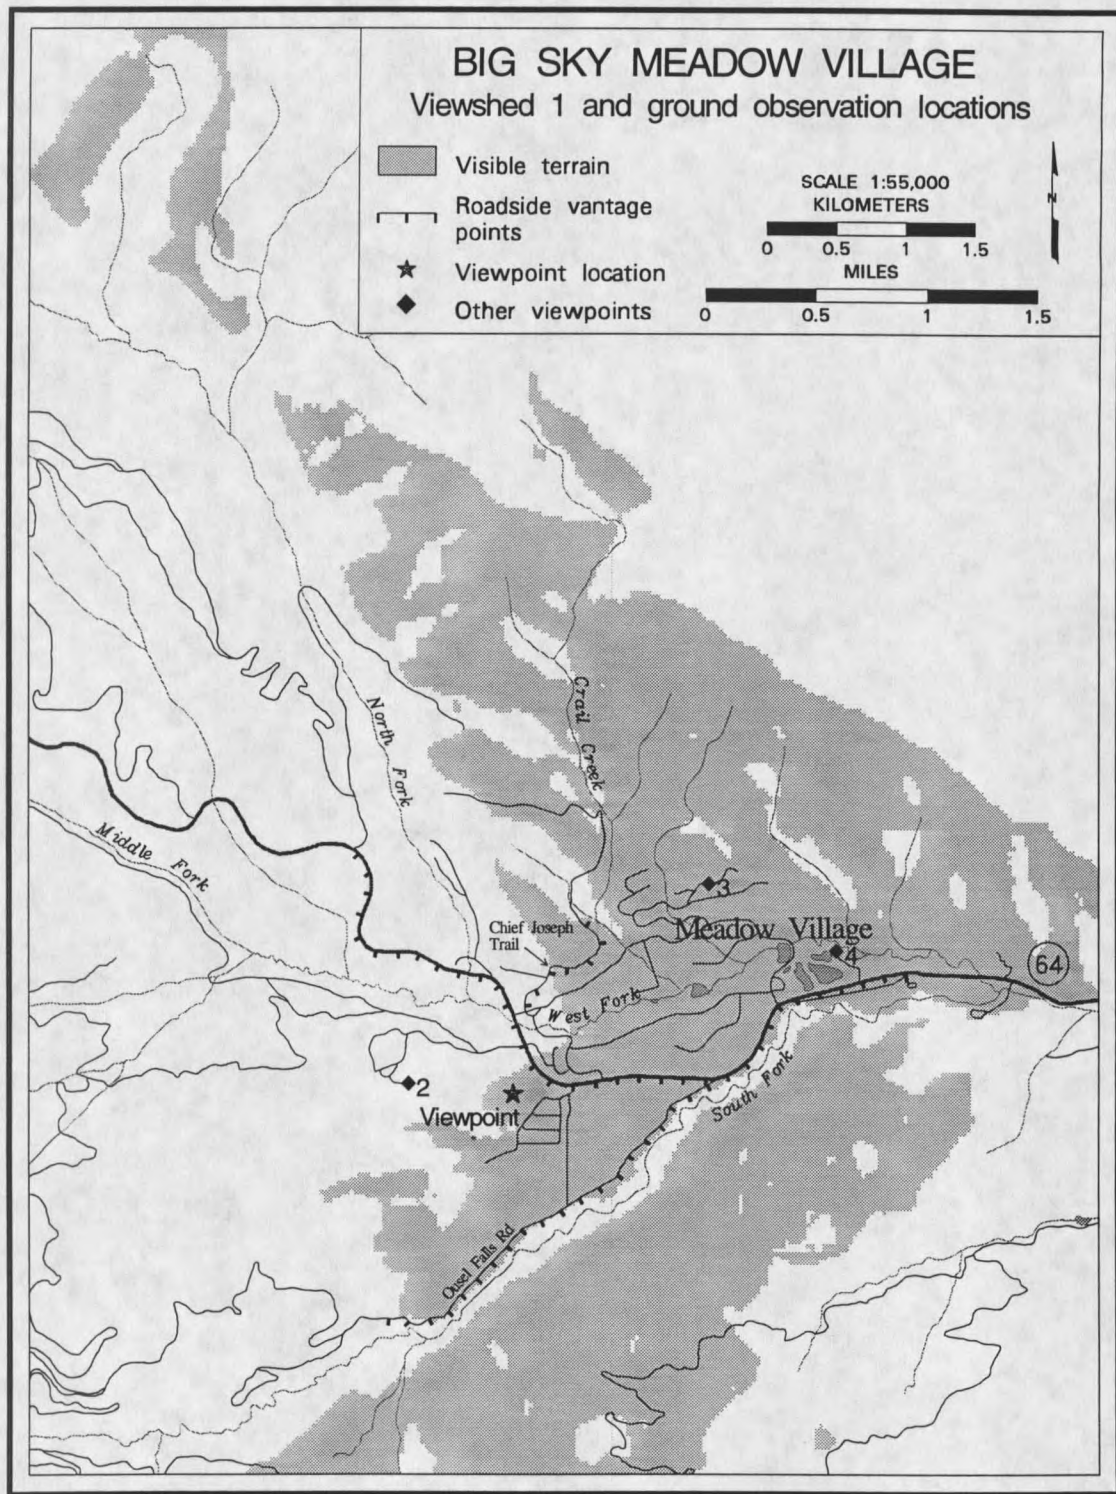 BIG SKY MEADOW VILLAGE
Viewshed 1 and ground observation locations
Visible terrain
Roadside vantage
points
Viewpoint location
Other viewpoints
SCALE 1:55,000
KILOMETERS
0 0.5 1 1.5
MILES
0 0.5 1 1.5
N
North Fork
Crail Creek
Middle Fork
3
Chief Joseph
Trail
Meadow Village
4
64
West Fork
2
Viewpoint
South Fork
Ousel Falls Rd